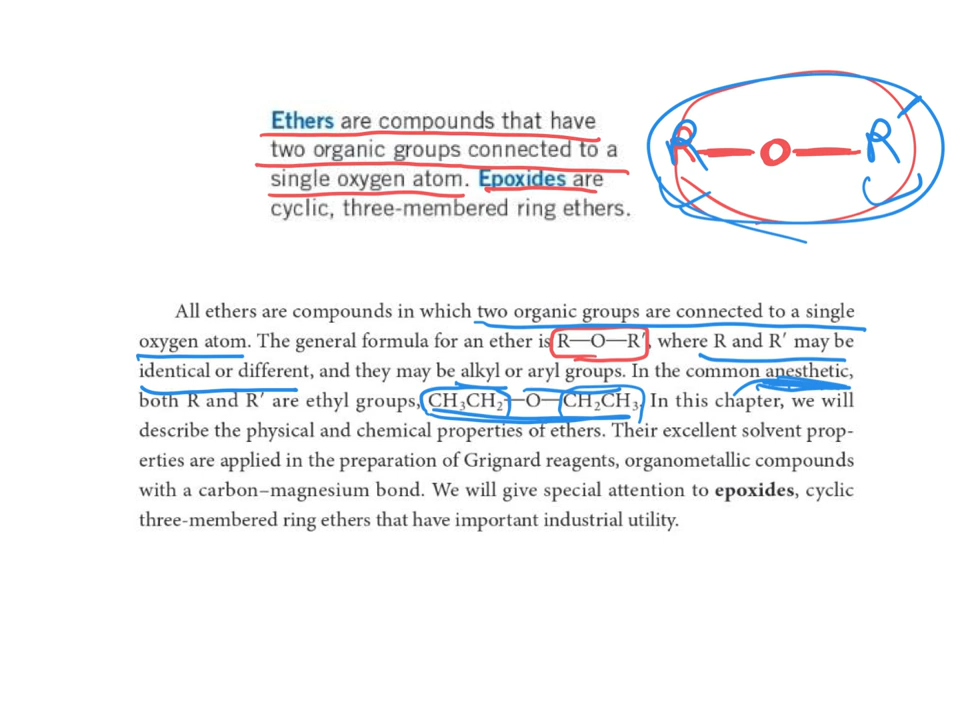 Ethers are compounds that have
two organic groups connected to a
single oxygen atom. Epoxides are
cyclic, three-membered ring ethers.
R—O—R′
All ethers are compounds in which two organic groups are connected to a single
oxygen atom. The general formula for an ether is R—O—R′, where R and R′ may be
identical or different, and they may be alkyl or aryl groups. In the common anesthetic,
both R and R′ are ethyl groups, CH₃CH₂—O—CH₂CH₃. In this chapter, we will
describe the physical and chemical properties of ethers. Their excellent solvent prop-
erties are applied in the preparation of Grignard reagents, organometallic compounds
with a carbon–magnesium bond. We will give special attention to epoxides, cyclic
three-membered ring ethers that have important industrial utility.